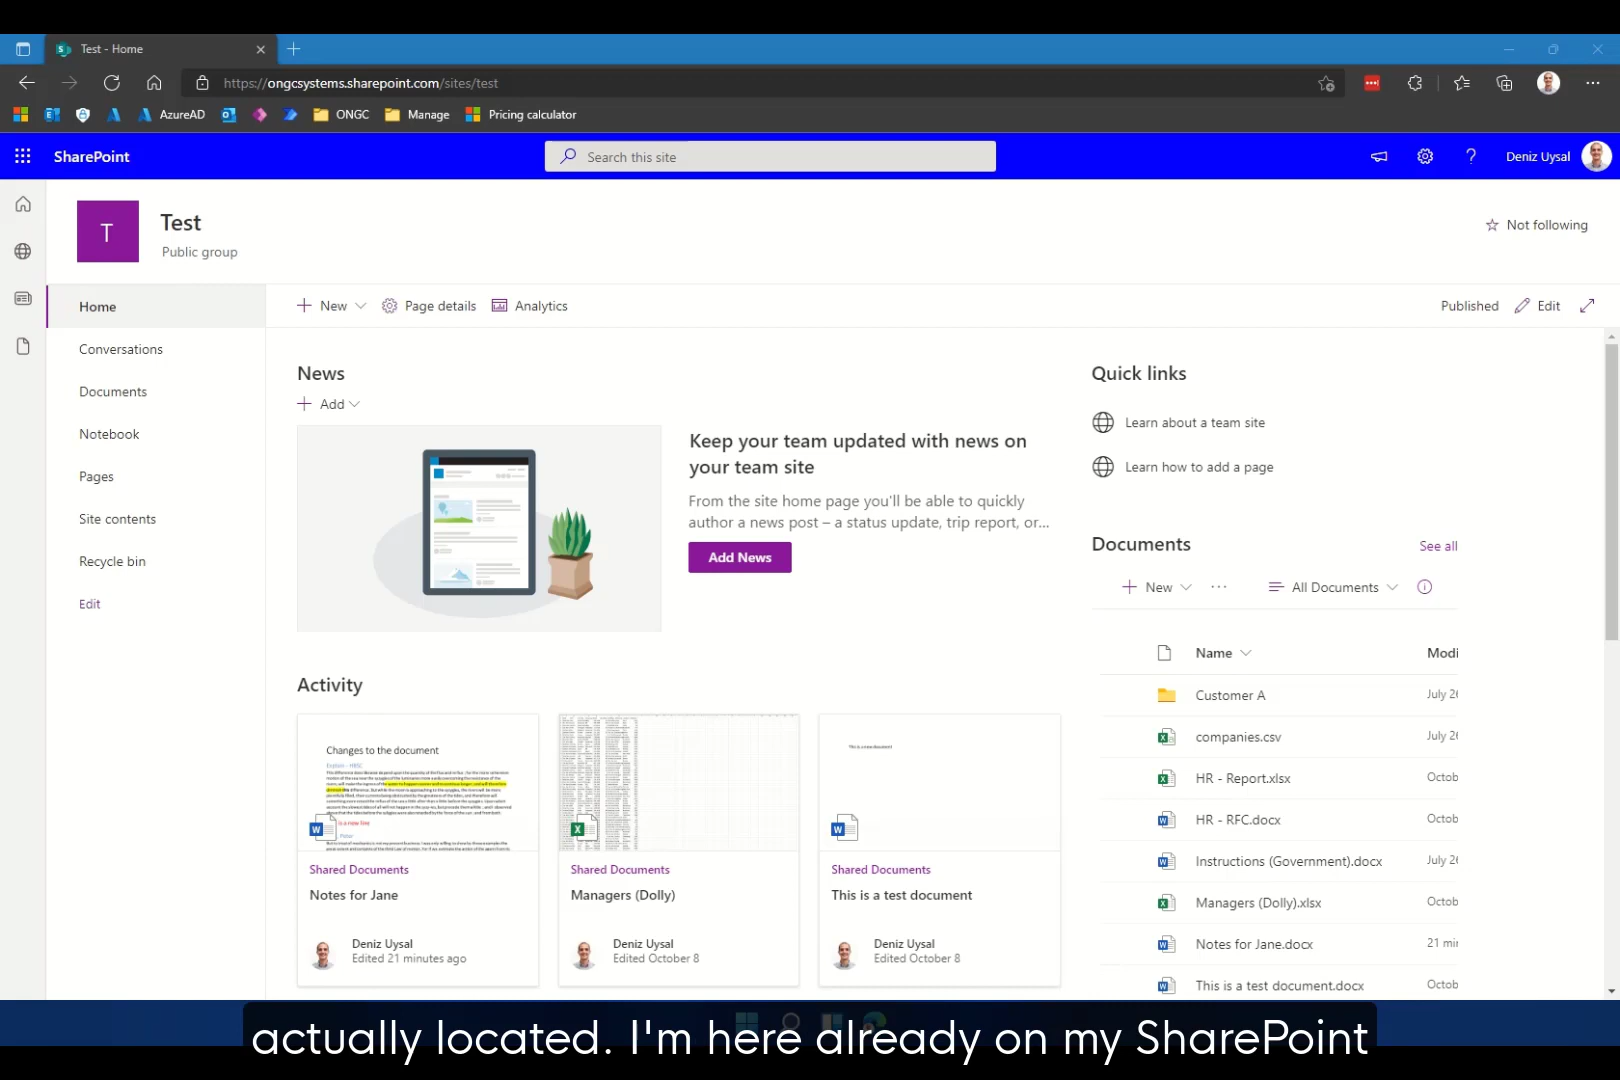 Test - Home
https://ongcsystems.sharepoint.com/sites/test
AzureAD
ONGC
Manage
Pricing calculator
SharePoint
Search this site
Deniz Uysal
T
Test
Public group
Not following
Home
Conversations
Documents
Notebook
Pages
Site contents
Recycle bin
Edit
New
Page details
Analytics
Published
Edit
News
Add
Keep your team updated with news on
your team site
From the site home page you'll be able to quickly
author a news post – a status update, trip report, or...
Add News
Activity
Changes to the document
Shared Documents
Notes for Jane
Deniz Uysal
Edited 21 minutes ago
Shared Documents
Managers (Dolly)
Deniz Uysal
Edited October 8
This is a new document
Shared Documents
This is a test document
Deniz Uysal
Edited October 8
Quick links
Learn about a team site
Learn how to add a page
Documents
See all
New
All Documents
Name
Modi
Customer A
July 26
companies.csv
July 26
HR - Report.xlsx
Octob
HR - RFC.docx
Octob
Instructions (Government).docx
July 26
Managers (Dolly).xlsx
Octob
Notes for Jane.docx
21 min
This is a test document.docx
Octob
actually located. I'm here already on my SharePoint